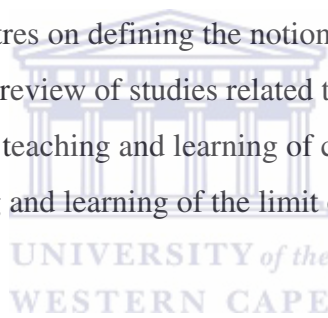 tres on defining the notion
review of studies related t
teaching and learning of c
and learning of the limit
UNIVERSITY of the
WESTERN CAPE